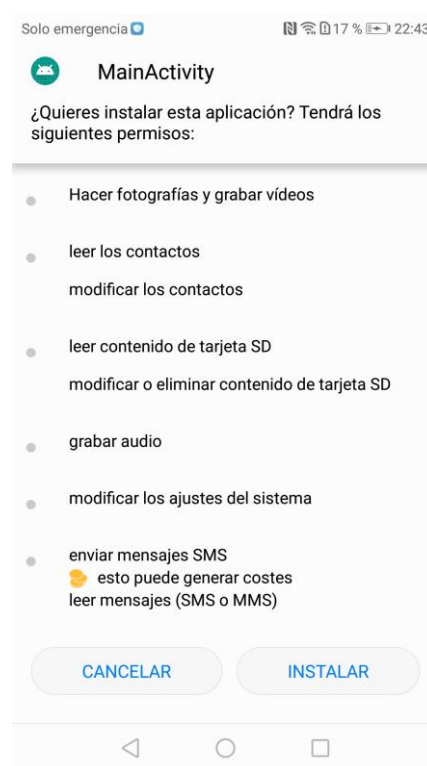 Solo emergencia 17 % 22:43
MainActivity
¿Quieres instalar esta aplicación? Tendrá los
siguientes permisos:
Hacer fotografías y grabar vídeos
leer los contactos
modificar los contactos
leer contenido de tarjeta SD
modificar o eliminar contenido de tarjeta SD
grabar audio
modificar los ajustes del sistema
enviar mensajes SMS
esto puede generar costes
leer mensajes (SMS o MMS)
CANCELAR INSTALAR